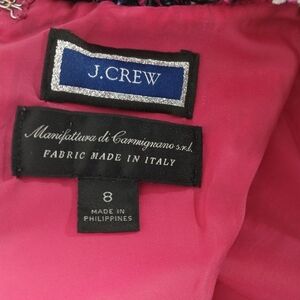 J.CREW
Manifattura di Carmignano s.r.l.
FABRIC MADE IN ITALY
8
MADE IN
PHILIPPINES